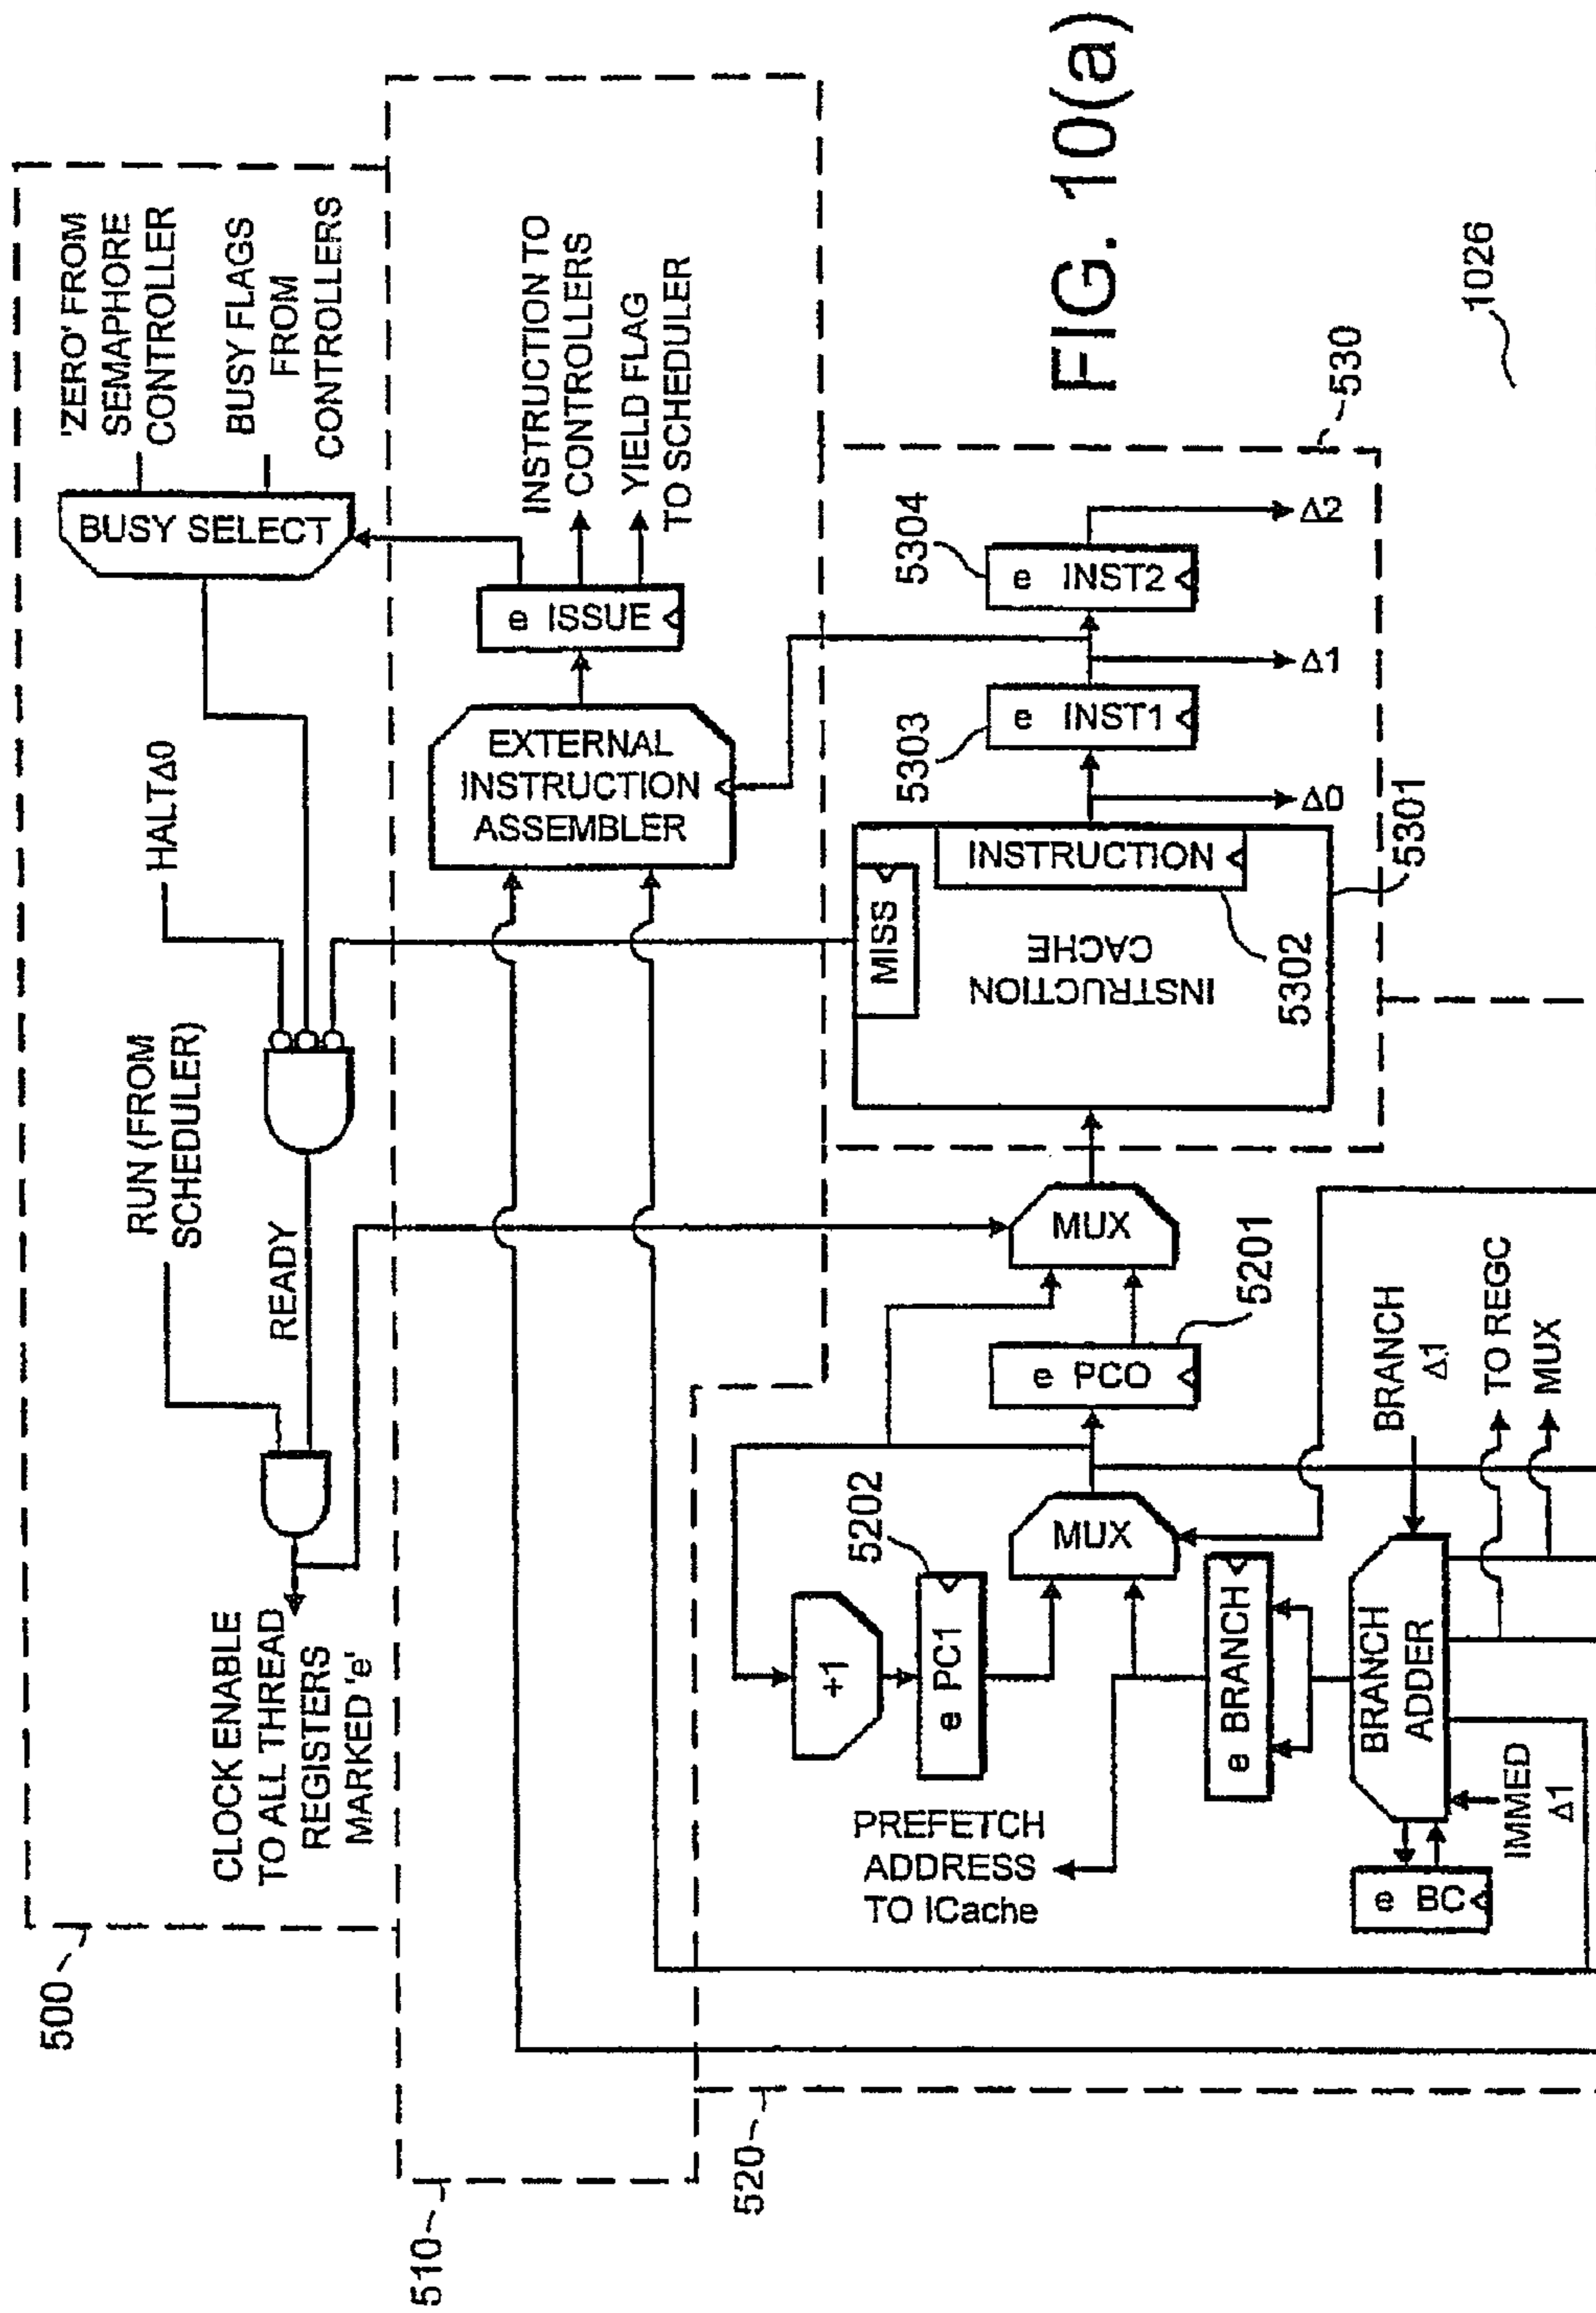 500
CLOCK ENABLE
TO ALL THREAD
REGISTERS
MARKED 'e'
RUN (FROM
SCHEDULER)
READY
HALTΔ0
BUSY SELECT
'ZERO' FROM
SEMAPHORE
CONTROLLER
BUSY FLAGS
FROM
CONTROLLERS
510
EXTERNAL
INSTRUCTION
ASSEMBLER
e ISSUE
INSTRUCTION TO
CONTROLLERS
YIELD FLAG
TO SCHEDULER
520
+1
e PC1
5202
MUX
e PCO
5201
MUX
PREFETCH
ADDRESS
TO ICache
e BRANCH
BRANCH
ADDER
e BC
IMMED
Δ1
BRANCH
Δ1
TO REGC
MUX
MISS
INSTRUCTION
CACHE
INSTRUCTION
5302
5301
Δ0
5303
e INST1
Δ1
5304
e INST2
Δ2
530
1026
FIG. 10(a)